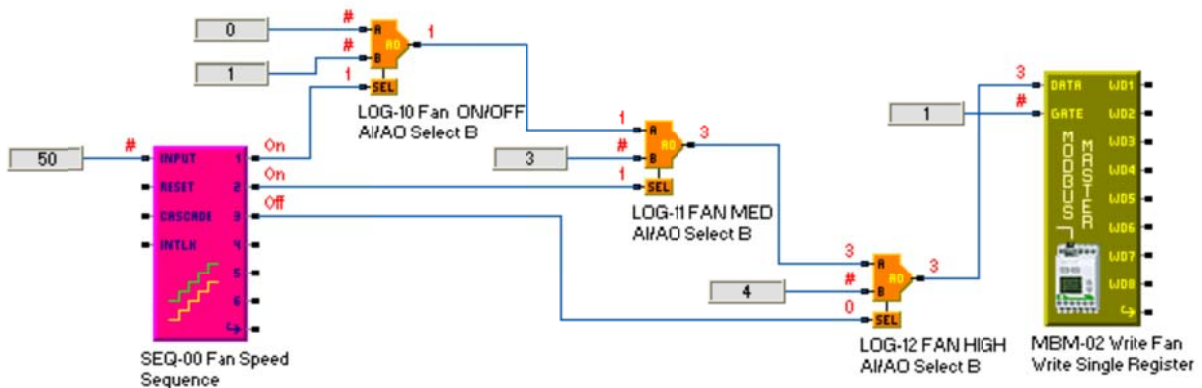 0
#
A
AO
1
#
B
1
1
SEL
LOG-10 Fan ON/OFF
AI/AO Select B
50
#
INPUT 1
On
RESET 2
On
CASCADE 3
Off
INTLK 4
5
6
SEQ-00 Fan Speed
Sequence
1
A
AO
3
3
#
B
1
SEL
LOG-11 FAN MED
AI/AO Select B
3
A
AO
3
4
#
B
0
SEL
LOG-12 FAN HIGH
AI/AO Select B
3
DATA WD1
1
#
GATE WD2
WD3
WD4
WD5
WD6
WD7
WD8
MODBUS
MASTER
MBM-02 Write Fan
Write Single Register